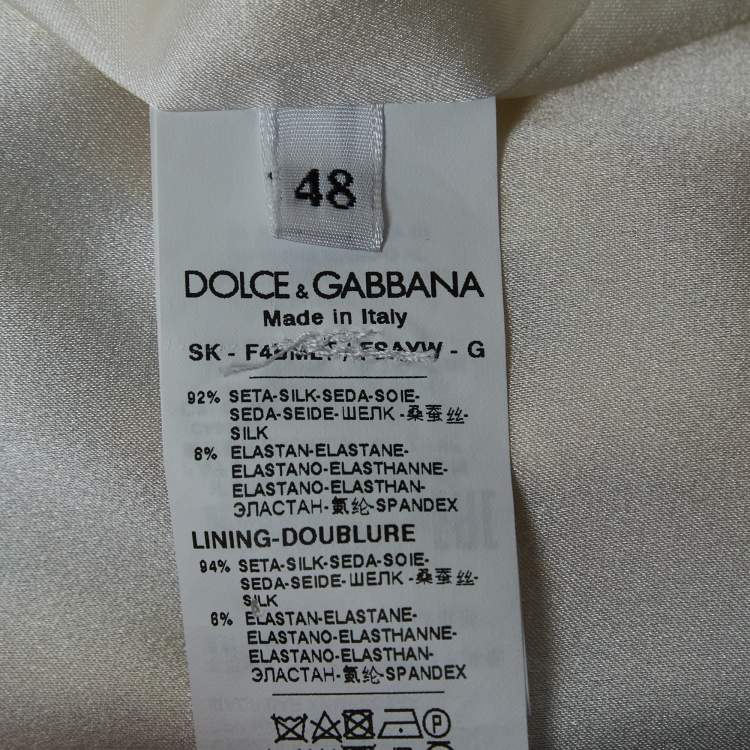 48
DOLCE & GABBANA
Made in Italy
SK - - G
92% SETA-SILK-SEDA-SOIE-
SEDA-SEIDE-ШЕЛК-桑蚕丝-
SILK
8% ELASTAN-ELASTANE-
ELASTANO-ELASTHANNE-
ELASTANO-ELASTHAN-
ЭЛАСТАН-氨纶-SPANDEX
LINING-DOUBLURE
94% SETA-SILK-SEDA-SOIE-
SEDA-SEIDE-ШЕЛК-桑蚕丝-
SILK
6% ELASTAN-ELASTANE-
ELASTANO-ELASTHANNE-
ELASTANO-ELASTHAN-
ЭЛАСТАН-氨纶-SPANDEX
P